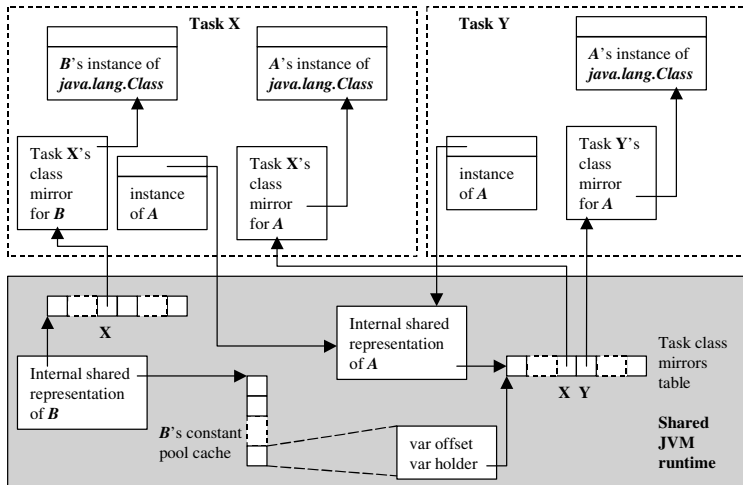 Task X
Task Y
B's instance of
java.lang.Class
A's instance of
java.lang.Class
A's instance of
java.lang.Class
Task X's
class
mirror
for B
instance
of A
Task X's
class
mirror
for A
instance
of A
Task Y's
class
mirror
for A
X
Internal shared
representation
of B
Internal shared
representation
of A
X Y
Task class
mirrors
table
B's constant
pool cache
var offset
var holder
Shared
JVM
runtime